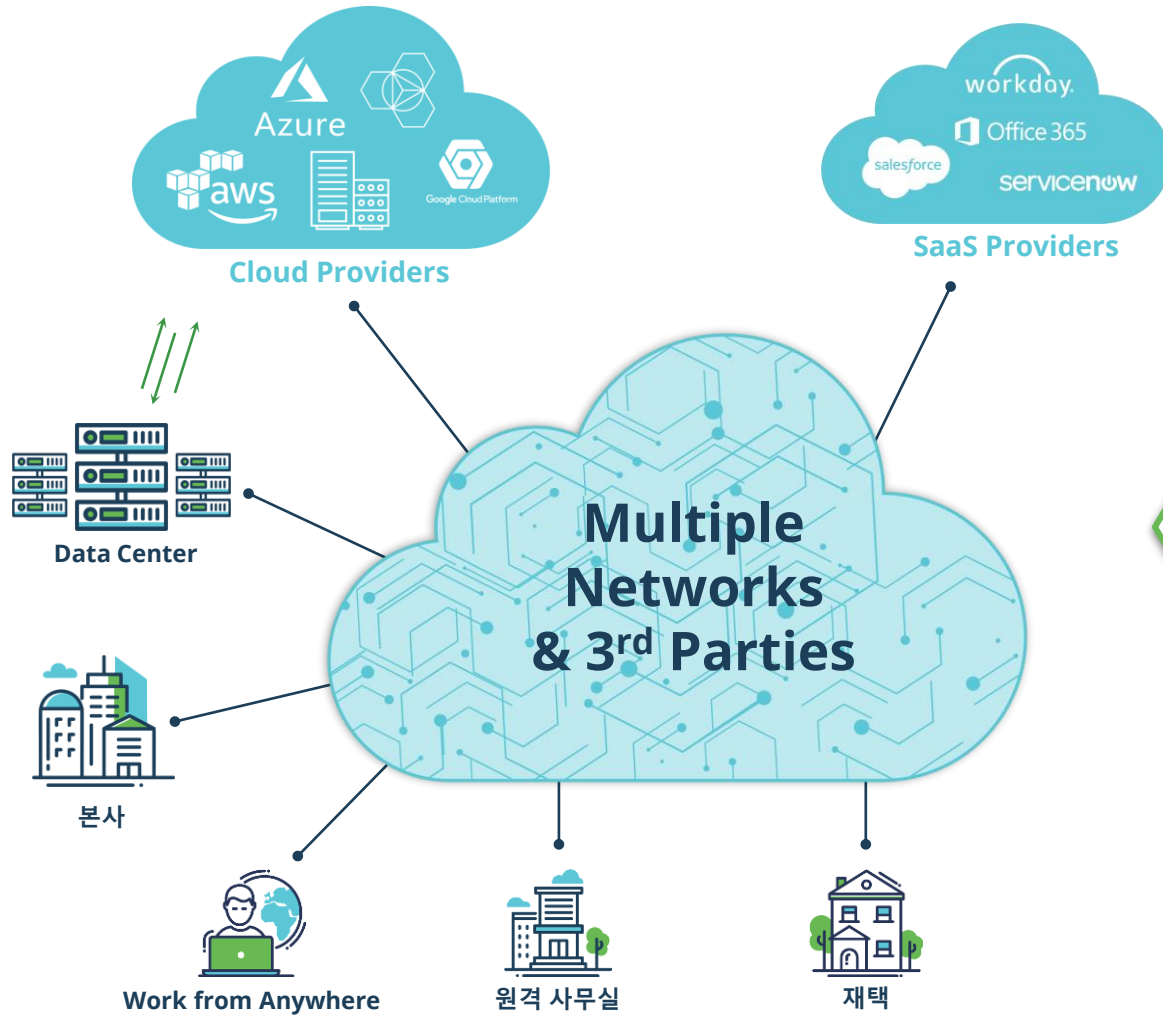 Azure
aws
Google Cloud Platform
Cloud Providers
workday.
Office 365
salesforce
servicenow
SaaS Providers
Data Center
Multiple
Networks
& 3rd Parties
본사
Work from Anywhere
원격 사무실
재택